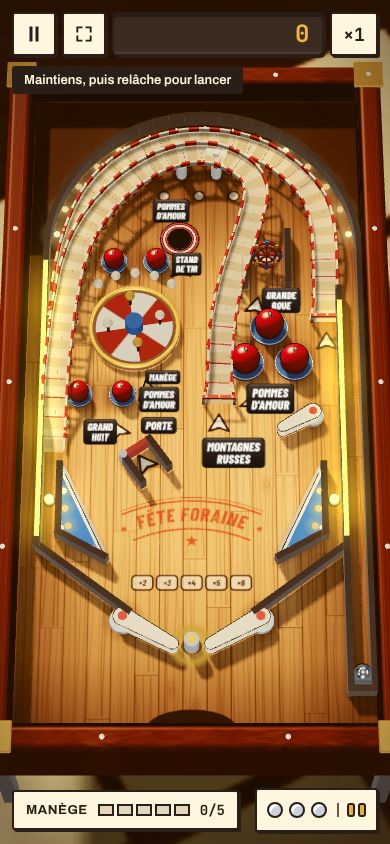 0
×1
Maintiens, puis relâche pour lancer
POMMES
D'AMOUR
STAND
DE TIR
GRANDE
ROUE
MANÈGE
POMMES
D'AMOUR
POMMES
D'AMOUR
GRAND
HUIT
PORTE
MONTAGNES
RUSSES
FÊTE FORAINE
×2 ×3 ×4 ×5 ×8
MANÈGE 0/5